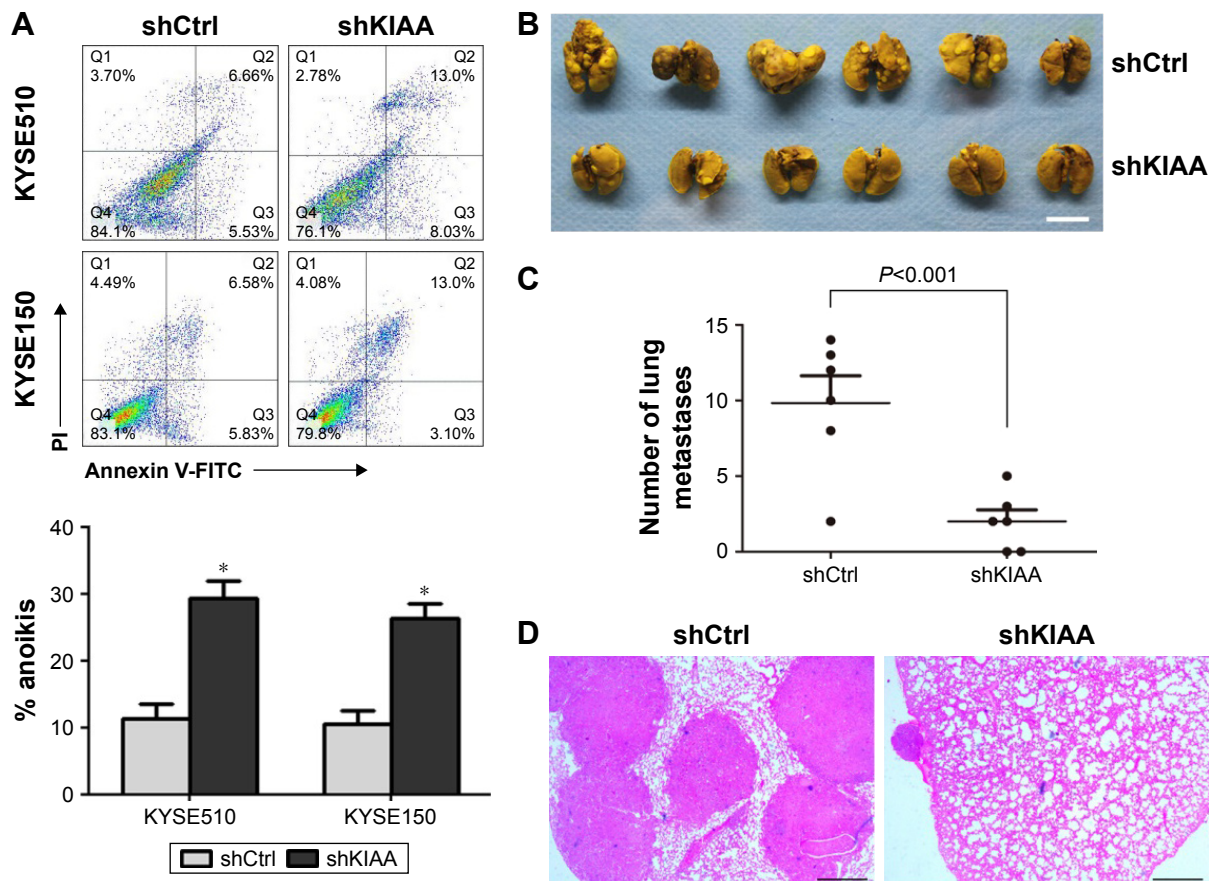 A
shCtrl
shKIAA
KYSE510
Q1
3.70%
Q2
6.66%
Q4
84.1%
Q3
5.53%
Q1
2.78%
Q2
13.0%
Q4
76.1%
Q3
8.03%
KYSE150
Q1
4.49%
Q2
6.58%
Q4
83.1%
Q3
5.83%
Q1
4.08%
Q2
13.0%
Q4
79.8%
Q3
3.10%
PI
Annexin V-FITC
% anoikis
40
30
20
10
0
*
*
KYSE510
KYSE150
shCtrl
shKIAA
B
shCtrl
shKIAA
C
P<0.001
Number of lung
metastases
15
10
5
0
shCtrl
shKIAA
D
shCtrl
shKIAA